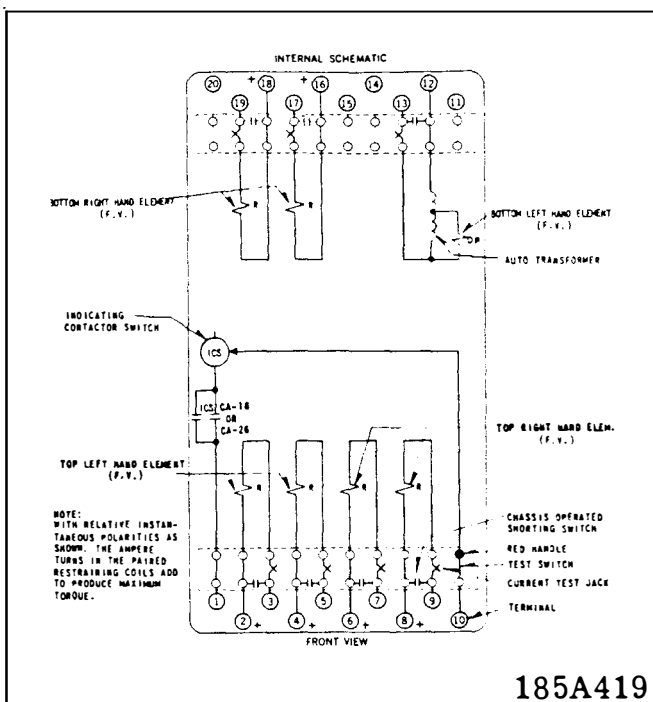 INTERNAL SCHEMATIC
20 + 18 + 16 14 12
19 17 15 13 11
BOTTOM RIGHT HAND ELEMENT
(F.V.)
R R
BOTTOM LEFT HAND ELEMENT
(F.V.)
OP
AUTO TRANSFORMER
INDICATING
CONTACTOR SWITCH
ICS
ICS CA-16
OR
CA-26
TOP RIGHT HAND ELEM.
(F.V.)
TOP LEFT HAND ELEMENT
(F.V.)
R R R R
NOTE:
WITH RELATIVE INSTAN-
TANEOUS POLARITIES AS
SHOWN. THE AMPERE
TURNS IN THE PAIRED
RESTRAINING COILS ADD
TO PRODUCE MAXIMUM
TORQUE.
CHASSIS OPERATED
SHORTING SWITCH
RED HANDLE
TEST SWITCH
CURRENT TEST JACK
TERMINAL
1 3 5 7 9
2 + 4 + 6 + 8 + 10
FRONT VIEW
185A419